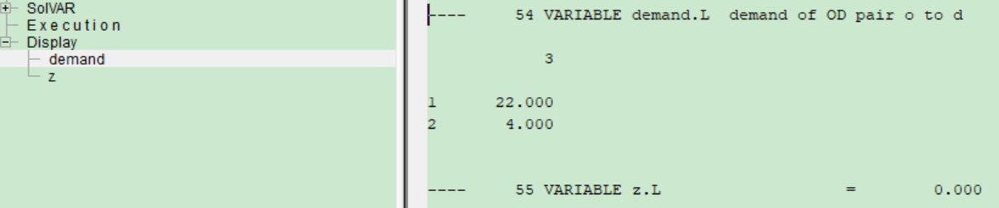 SolVAR
Execution
Display
demand
z
---- 54 VARIABLE demand.L demand of OD pair o to d
3
1 22.000
2 4.000
---- 55 VARIABLE z.L = 0.000